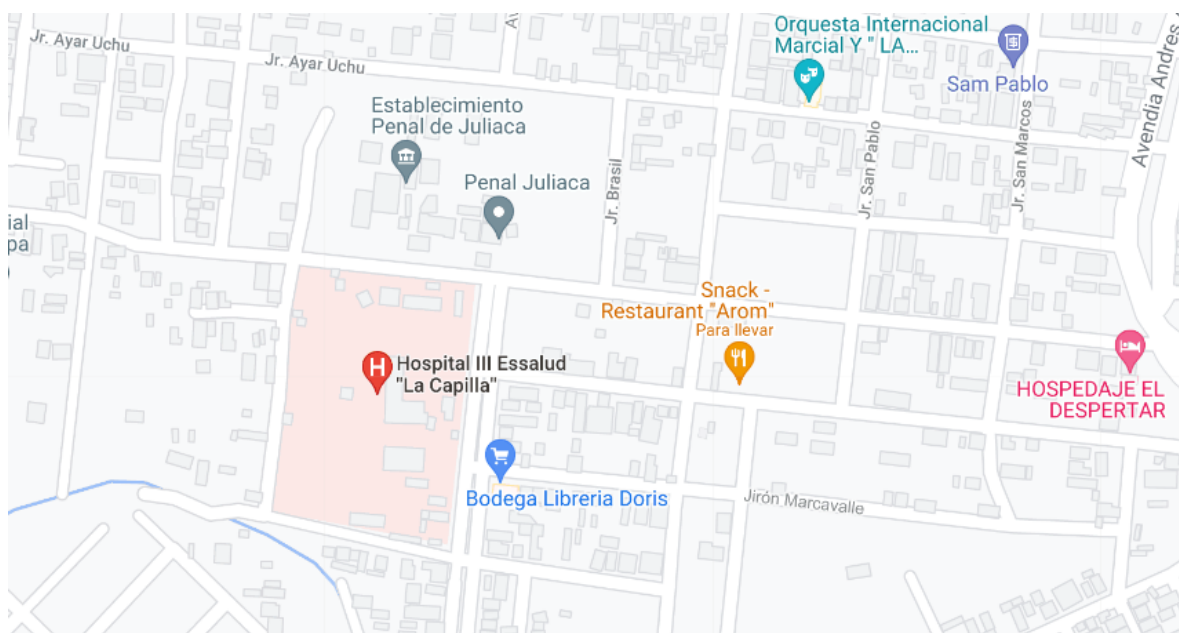 Orquesta Internacional
Marcial Y " LA...
Jr. Ayar Uchu
Jr. Ayar Uchu
Sam Pablo
Avendia Andres
Establecimiento
Penal de Juliaca
Jr. San Marcos
Jr. San Pablo
Jr. Brasil
Penal Juliaca
ial
pa
Snack -
Restaurant "Arom"
Para llevar
Hospital III Essalud
"La Capilla"
HOSPEDAJE EL
DESPERTAR
Bodega Libreria Doris
Jirón Marcavalle